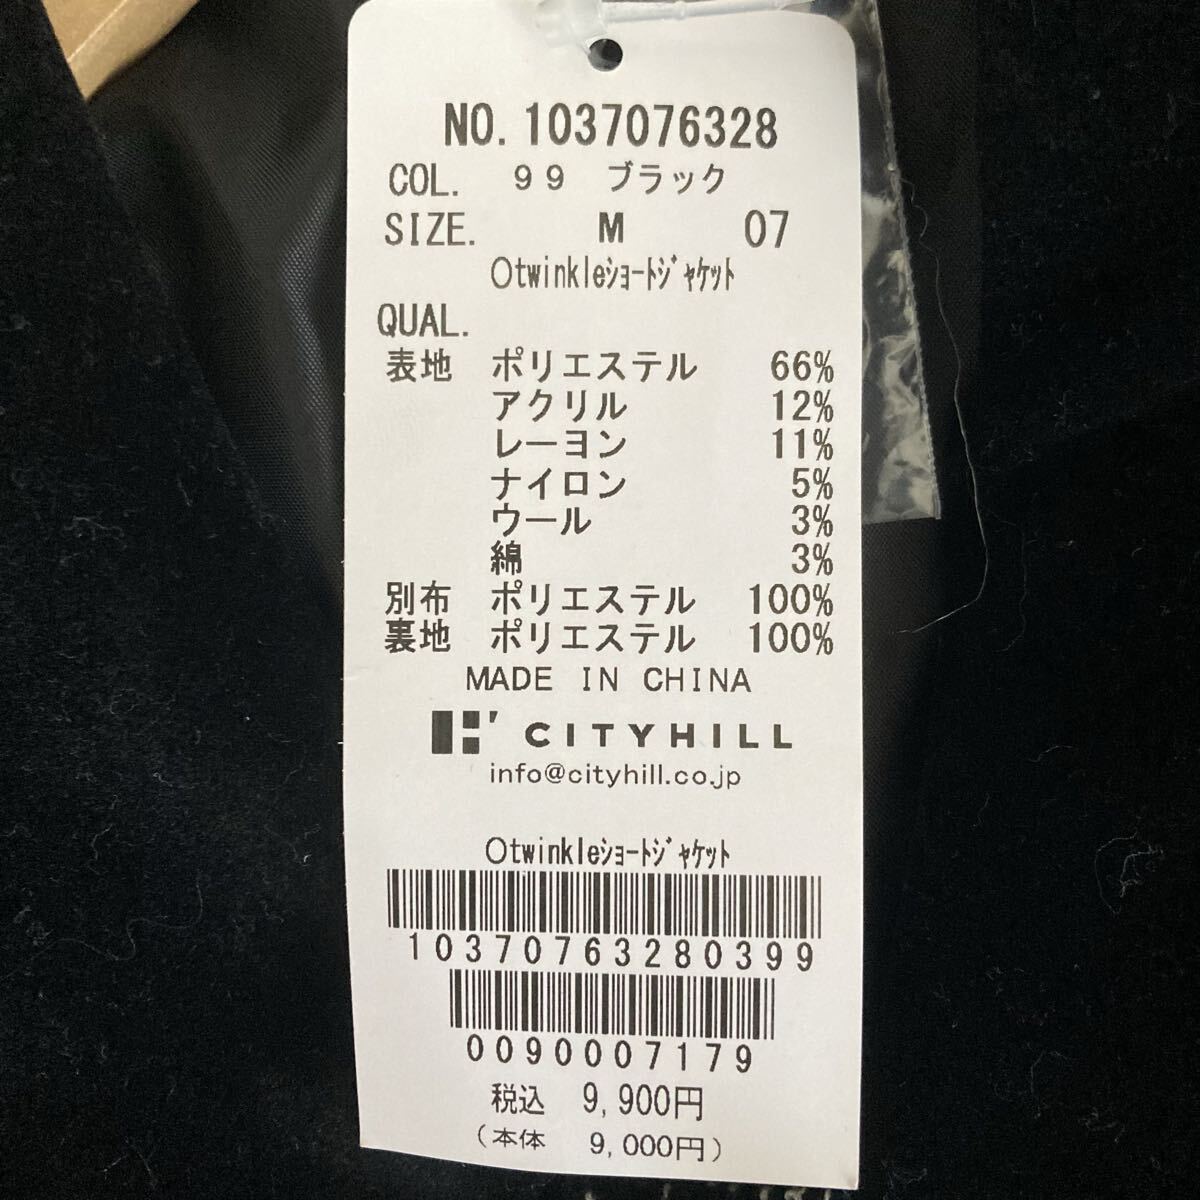 NO. 1037076328
COL. 99 ブラック
SIZE. M 07
Otwinkleｼｮｰﾄｼﾞｬｹｯﾄ
QUAL.
表地 ポリエステル 66%
アクリル 12%
レーヨン 11%
ナイロン 5%
ウール 3%
綿 3%
別布 ポリエステル 100%
裏地 ポリエステル 100%
MADE IN CHINA
CITYHILL
info@cityhill.co.jp
Otwinkleｼｮｰﾄｼﾞｬｹｯﾄ
10370763280399
0090007179
税込 9,900円
(本体 9,000円)